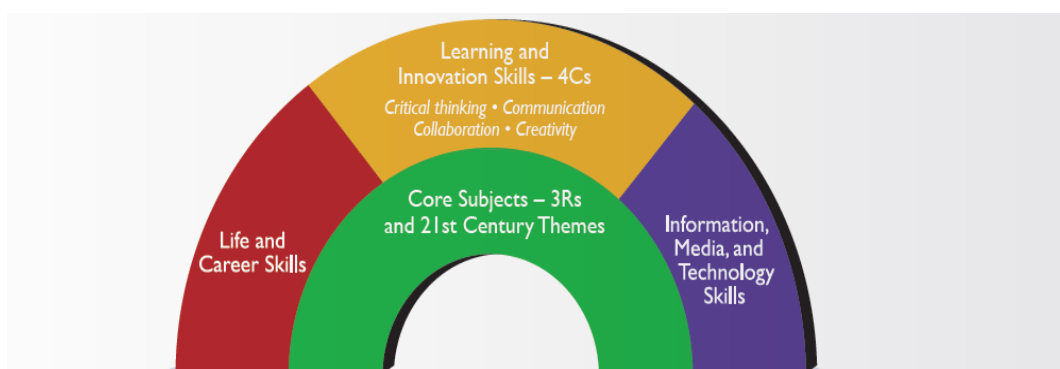 Learning and
Innovation Skills – 4Cs
Critical thinking • Communication
Collaboration • Creativity
Core Subjects – 3Rs
and 21st Century Themes
Life and
Career Skills
Information,
Media, and
Technology
Skills